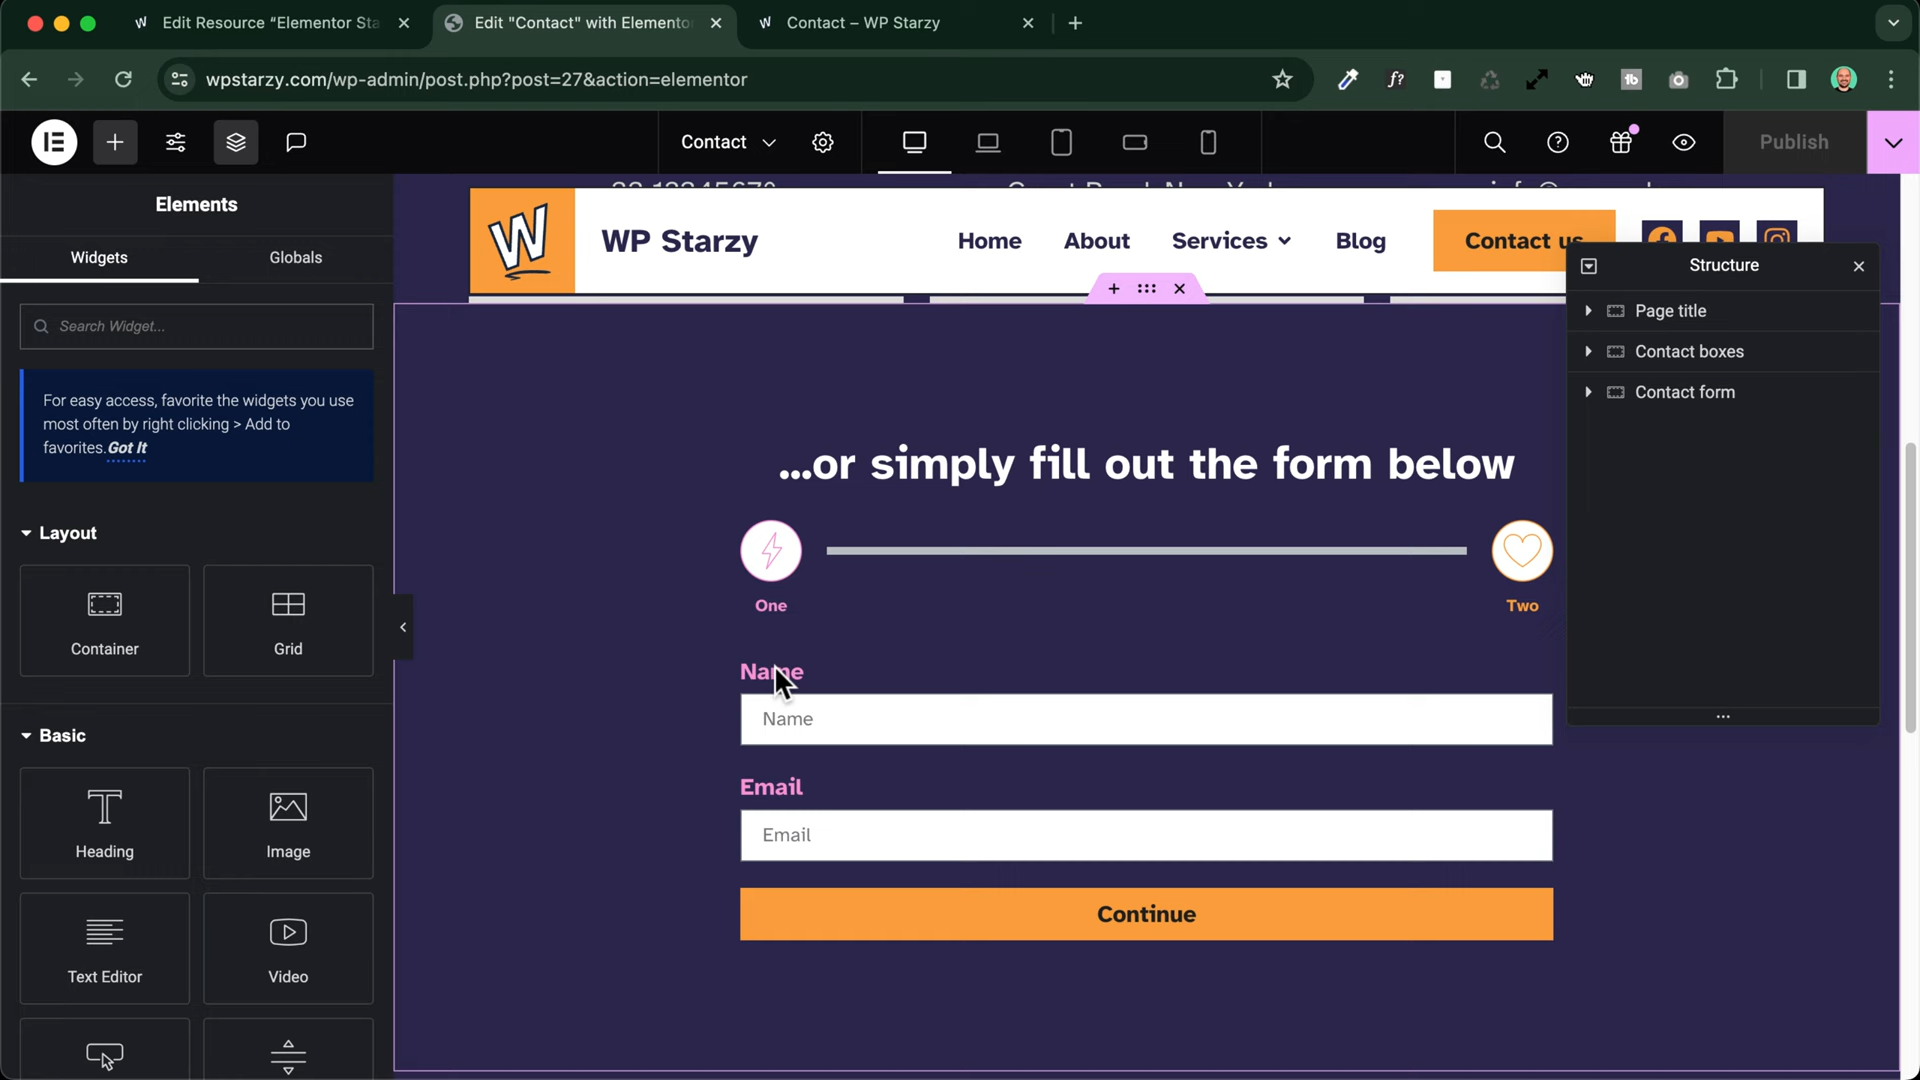 Edit Resource “Elementor Sta
Edit "Contact" with Elemento
Contact – WP Starzy
wpstarzy.com/wp-admin/post.php?post=27&action=elementor
Contact
Publish
Elements
Widgets
Globals
Search Widget...
For easy access, favorite the widgets you use
most often by right clicking > Add to
favorites.Got It
Layout
Container
Grid
Basic
Heading
Image
Text Editor
Video
W
WP Starzy
Home
About
Services
Blog
Contact us
Structure
Page title
Contact boxes
Contact form
...or simply fill out the form below
One
Two
Name
Name
Email
Email
Continue